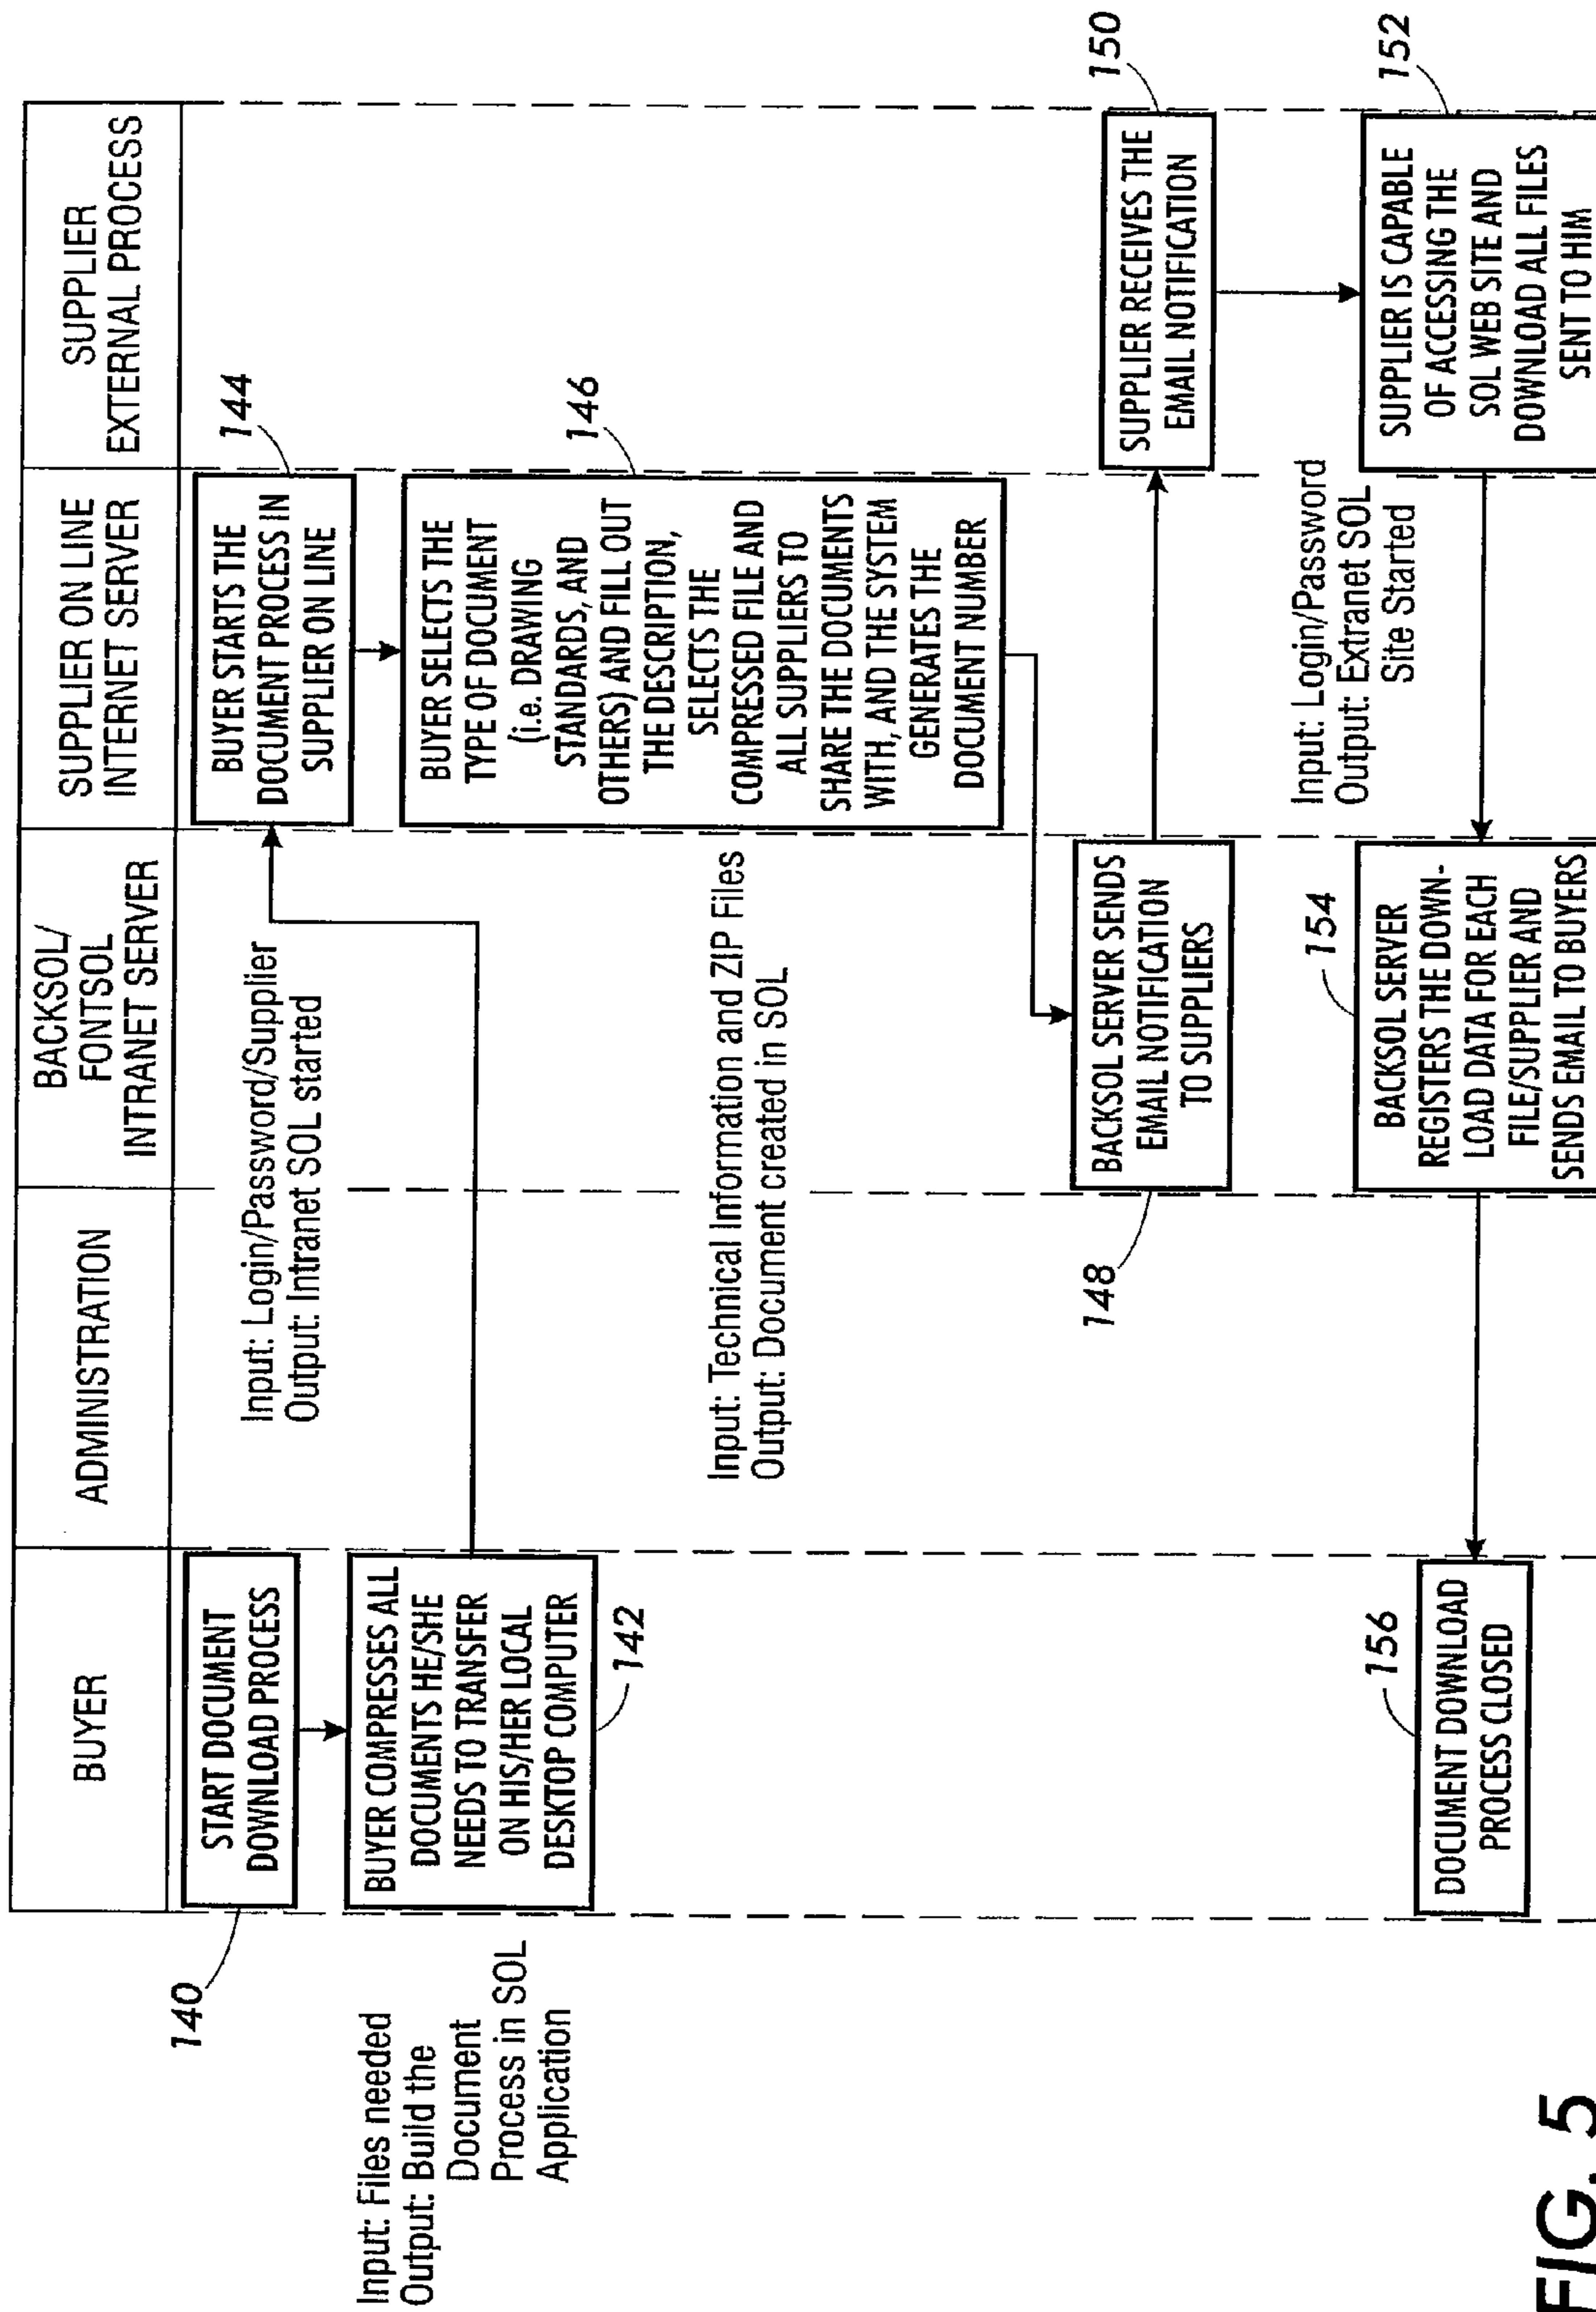 BUYER
ADMINISTRATION
BACKSOL/
FONTSOL
INTRANET SERVER
SUPPLIER ON LINE
INTERNET SERVER
SUPPLIER
EXTERNAL PROCESS
140
START DOCUMENT
DOWNLOAD PROCESS
Input: Files needed
Output: Build the
Document
Process in SOL
Application
BUYER COMPRESSES ALL
DOCUMENTS HE/SHE
NEEDS TO TRANSFER
ON HIS/HER LOCAL
DESKTOP COMPUTER
142
Input: Login/Password/Supplier
Output: Intranet SOL started
144
BUYER STARTS THE
DOCUMENT PROCESS IN
SUPPLIER ON LINE
146
BUYER SELECTS THE
TYPE OF DOCUMENT
(i.e. DRAWING
STANDARDS, AND
OTHERS) AND FILL OUT
THE DESCRIPTION,
SELECTS THE
COMPRESSED FILE AND
ALL SUPPLIERS TO
SHARE THE DOCUMENTS
WITH, AND THE SYSTEM
GENERATES THE
DOCUMENT NUMBER
Input: Technical Information and ZIP Files
Output: Document created in SOL
148
BACKSOL SERVER SENDS
EMAIL NOTIFICATION
TO SUPPLIERS
150
SUPPLIER RECEIVES THE
EMAIL NOTIFICATION
Input: Login/Password
Output: Extranet SOL
Site Started
152
SUPPLIER IS CAPABLE
OF ACCESSING THE
SOL WEB SITE AND
DOWNLOAD ALL FILES
SENT TO HIM
154
BACKSOL SERVER
REGISTERS THE DOWN-
LOAD DATA FOR EACH
FILE/SUPPLIER AND
SENDS EMAIL TO BUYERS
156
DOCUMENT DOWNLOAD
PROCESS CLOSED
FIG. 5